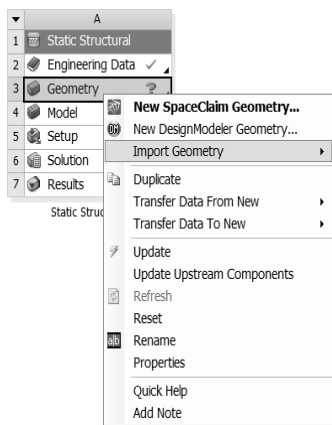 A
1 Static Structural
2 Engineering Data
3 Geometry ?
4 Model
5 Setup
6 Solution
7 Results
Static Struc
New SpaceClaim Geometry...
New DesignModeler Geometry...
Import Geometry
Duplicate
Transfer Data From New
Transfer Data To New
Update
Update Upstream Components
Refresh
Reset
a|b Rename
Properties
Quick Help
Add Note